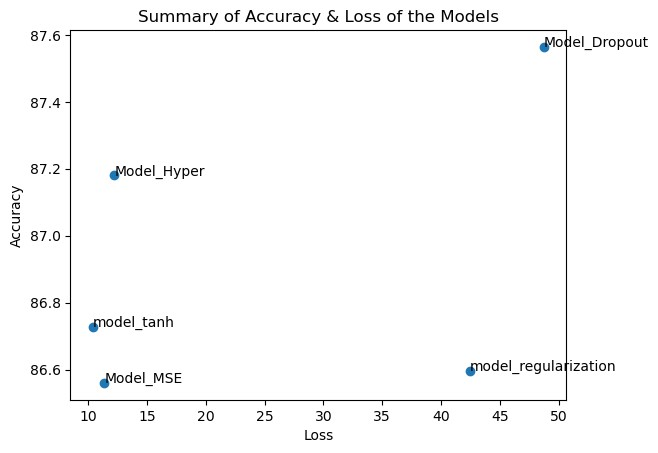 Summary of Accuracy & Loss of the Models
87.6
87.4
87.2
87.0
86.8
86.6
Accuracy
Model_Dropout
Model_Hyper
model_tanh
model_regularization
Model_MSE
10 15 20 25 30 35 40 45 50
Loss